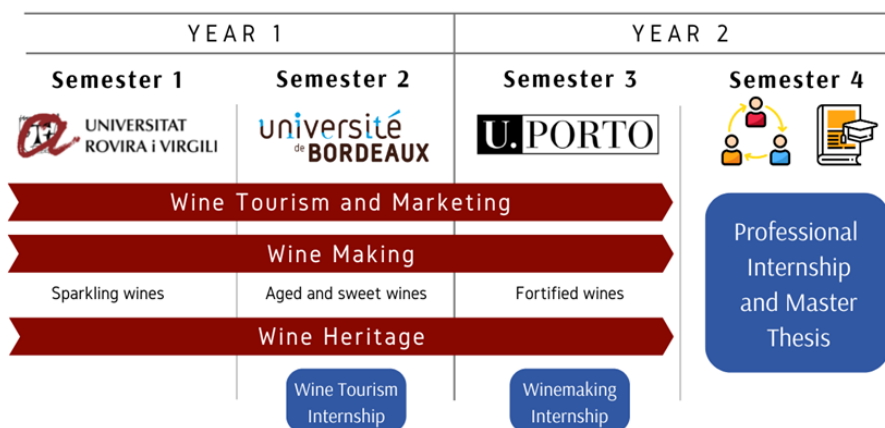 YEAR 1
YEAR 2
Semester 1
Semester 2
Semester 3
Semester 4
UNIVERSITAT
ROVIRA i VIRGILI
université
de BORDEAUX
U. PORTO
Wine Tourism and Marketing
Wine Making
Sparkling wines
Aged and sweet wines
Fortified wines
Wine Heritage
Wine Tourism
Internship
Winemaking
Internship
Professional
Internship
and Master
Thesis